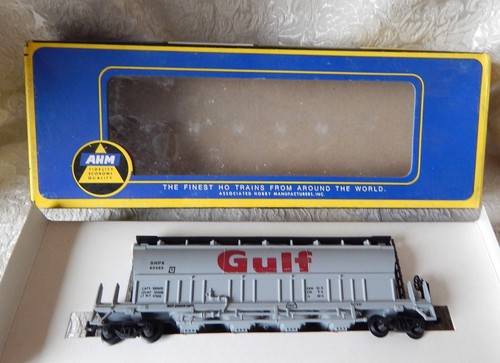 AHM
FIDELITY
ECONOMY
QUALITY
THE FINEST HO TRAINS FROM AROUND THE WORLD.
ASSOCIATED HOBBY MANUFACTURERS, INC.
Gulf